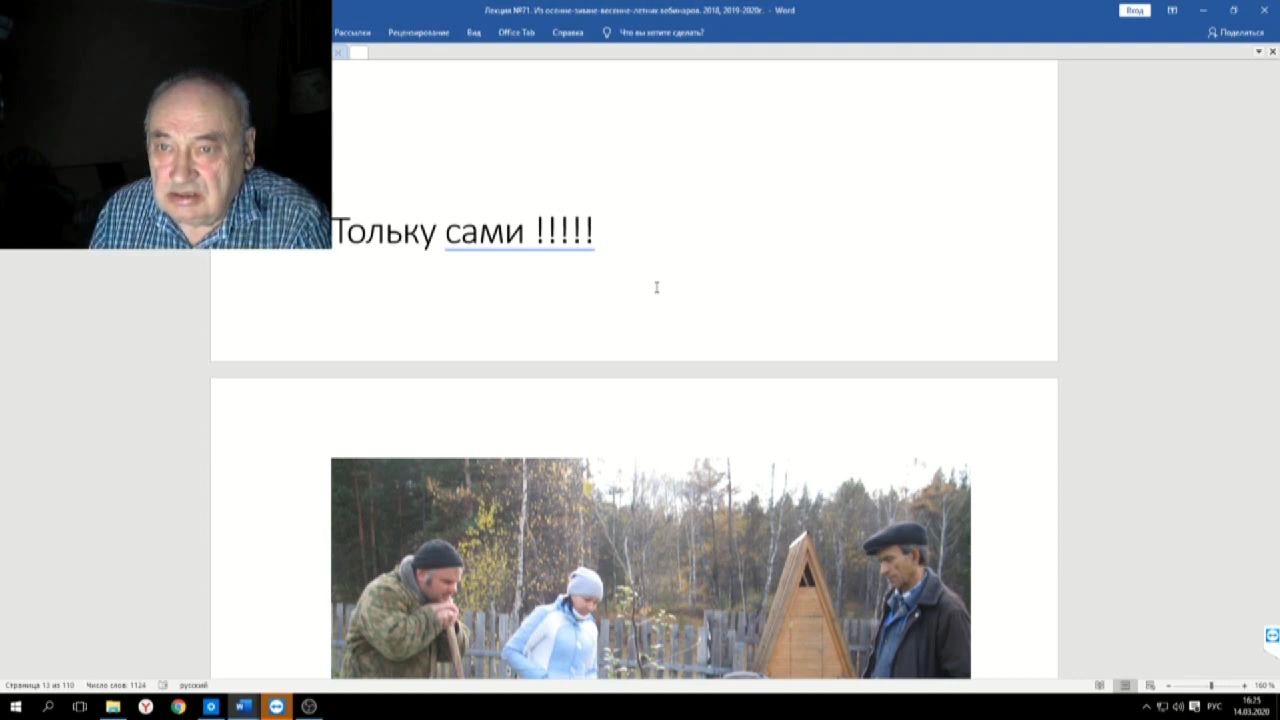 Лекция №71. Из осенне-зимне-весенне-летних вебинаров. 2018, 2019-2020г. - Word
Вход
Рассылки Рецензирование Вид Office Tab Справка Что вы хотите сделать? Поделиться
Тольку сами !!!!!
Страница 13 из 110 Число слов: 1124 русский 160 %
РУС
16:25
14.03.2020